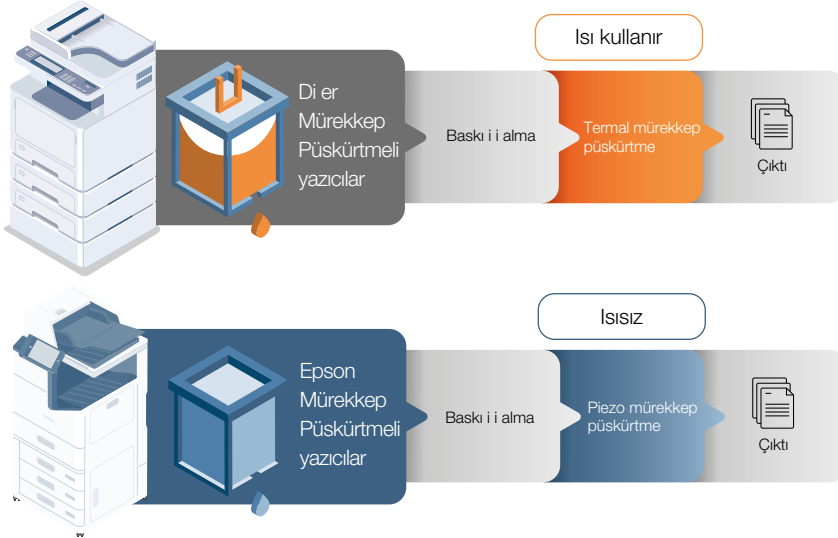 Isı kullanır
Di er
Mürekkep
Püskürtmeli
yazıcılar
Baskı i i alma
Termal mürekkep
püskürtme
Çıktı
Isısız
Epson
Mürekkep
Püskürtmeli
yazıcılar
Baskı i i alma
Piezo mürekkep
püskürtme
Çıktı